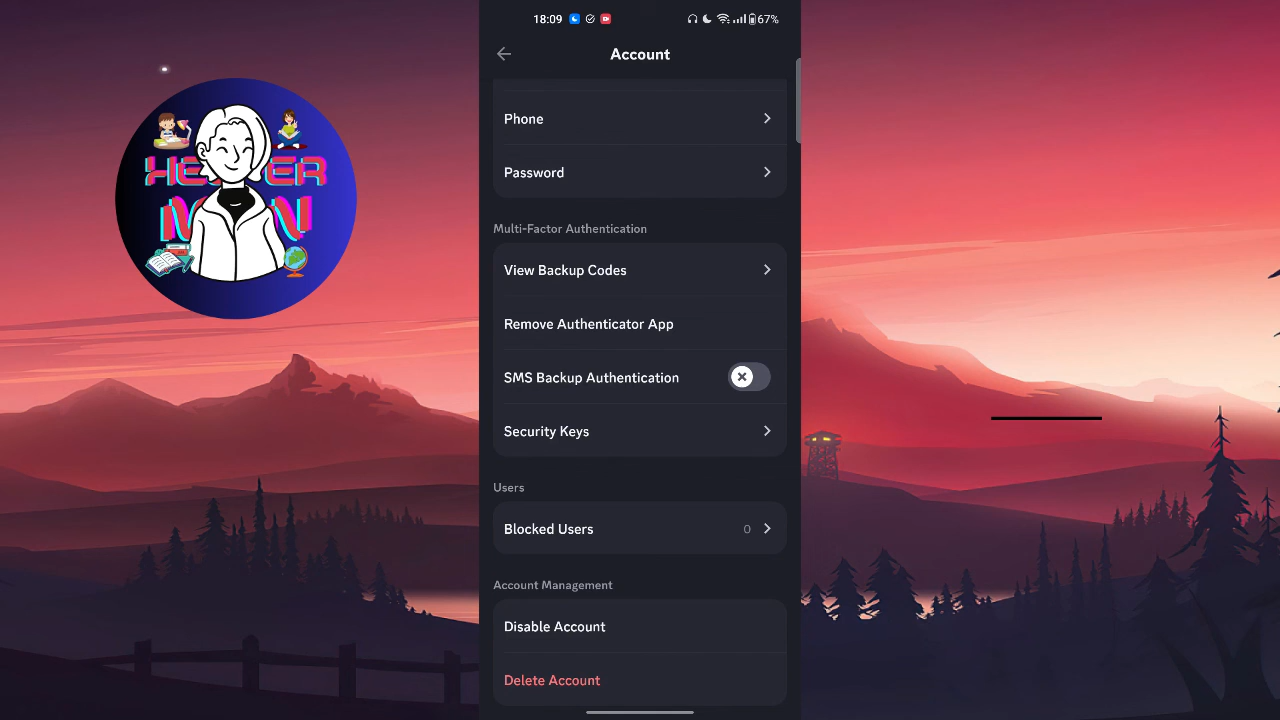 18:09
67%
Account
Phone
Password
Multi-Factor Authentication
View Backup Codes
Remove Authenticator App
SMS Backup Authentication
Security Keys
Users
Blocked Users 0
Account Management
Disable Account
Delete Account